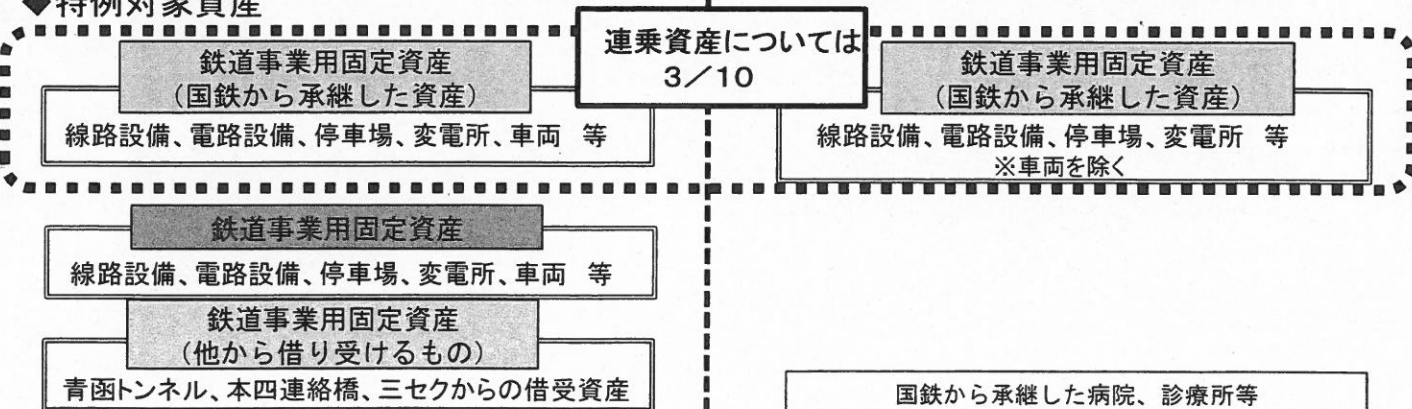 ◆特例対象資産
連乗資産については
3／10
鉄道事業用固定資産
(国鉄から承継した資産)
線路設備、電路設備、停車場、変電所、車両　等
鉄道事業用固定資産
(国鉄から承継した資産)
線路設備、電路設備、停車場、変電所　等
※車両を除く
鉄道事業用固定資産
線路設備、電路設備、停車場、変電所、車両　等
鉄道事業用固定資産
(他から借り受けるもの)
青函トンネル、本四連絡橋、三セクからの借受資産
国鉄から承継した病院、診療所等